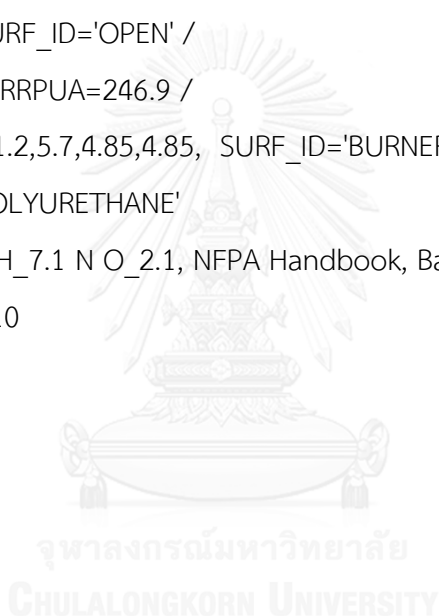 URF_ID='OPEN' /
RRPUA=246.9 /
1.2,5.7,4.85,4.85, SURF_ID='BURNER
OLYURETHANE'
H_7.1 N O_2.1, NFPA Handbook, Ba
10
จุฬาลงกรณ์มหาวิทยาลัย
CHULALONGKORN UNIVERSITY